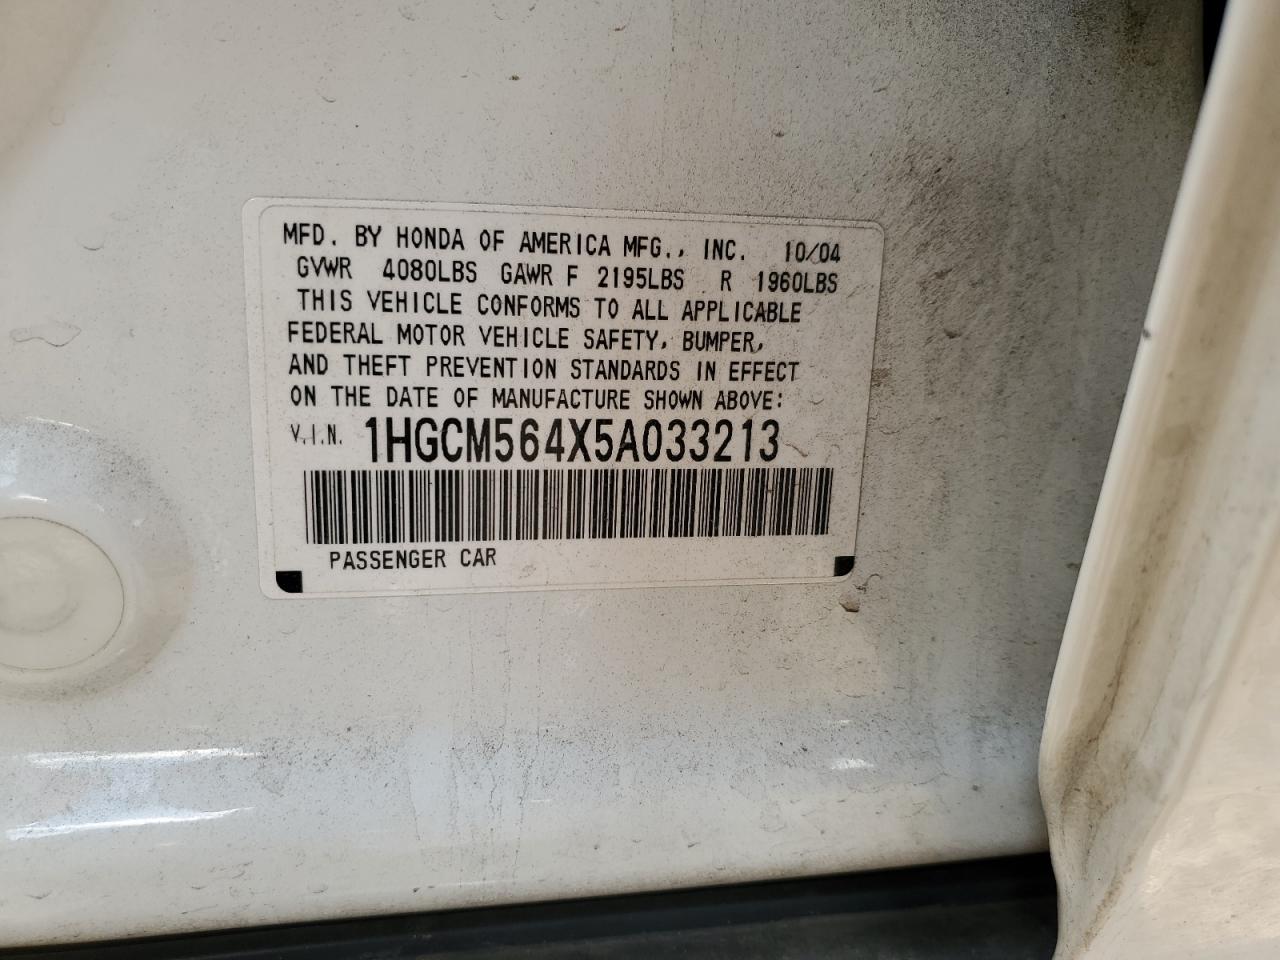 MFD. BY HONDA OF AMERICA MFG., INC. 10/04
GVWR 4080LBS GAWR F 2195LBS R 1960LBS
THIS VEHICLE CONFORMS TO ALL APPLICABLE
FEDERAL MOTOR VEHICLE SAFETY, BUMPER,
AND THEFT PREVENTION STANDARDS IN EFFECT
ON THE DATE OF MANUFACTURE SHOWN ABOVE:
V.I.N. 1HGCM564X5A033213
PASSENGER CAR